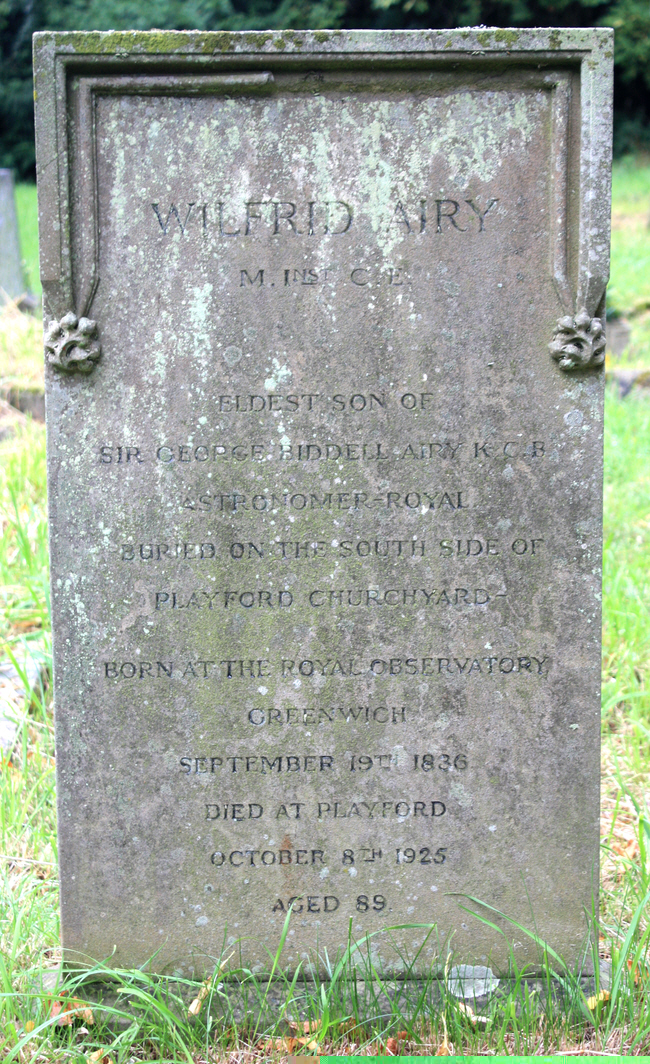 WILFRID AIRY
M. INST C. E.
ELDEST SON OF
SIR GEORGE BIDDELL AIRY K.C.B
ASTRONOMER-ROYAL
BURIED ON THE SOUTH SIDE OF
PLAYFORD CHURCHYARD-
BORN AT THE ROYAL OBSERVATORY
GREENWICH
SEPTEMBER 19TH 1836
DIED AT PLAYFORD
OCTOBER 8TH 1925
AGED 89.